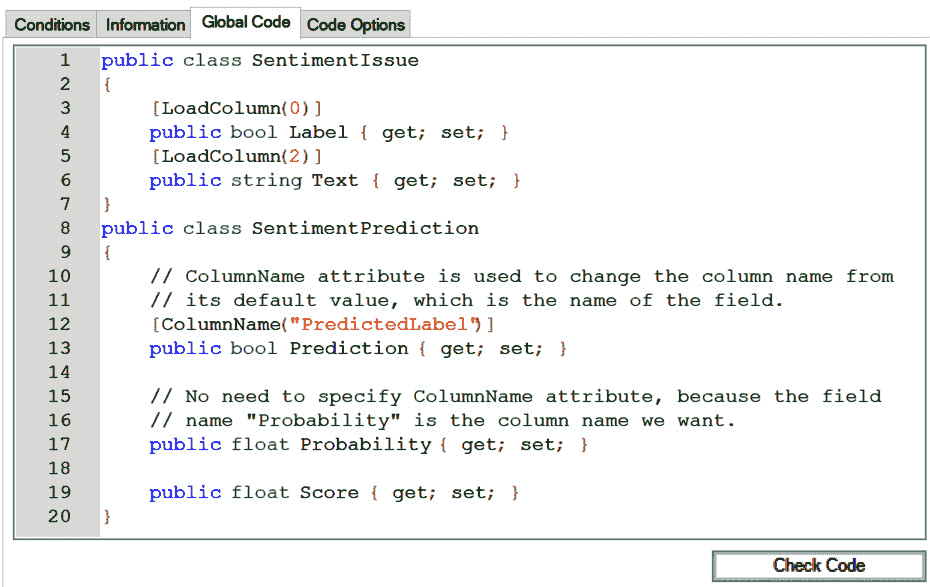 Conditions Information Global Code Code Options
1 public class SentimentIssue
2 {
3 [LoadColumn(0)]
4 public bool Label { get; set; }
5 [LoadColumn(2)]
6 public string Text { get; set; }
7 }
8 public class SentimentPrediction
9 {
10 // ColumnName attribute is used to change the column name from
11 // its default value, which is the name of the field.
12 [ColumnName("PredictedLabel")]
13 public bool Prediction { get; set; }
14
15 // No need to specify ColumnName attribute, because the field
16 // name "Probability" is the column name we want.
17 public float Probability { get; set; }
18
19 public float Score { get; set; }
20 }
Check Code